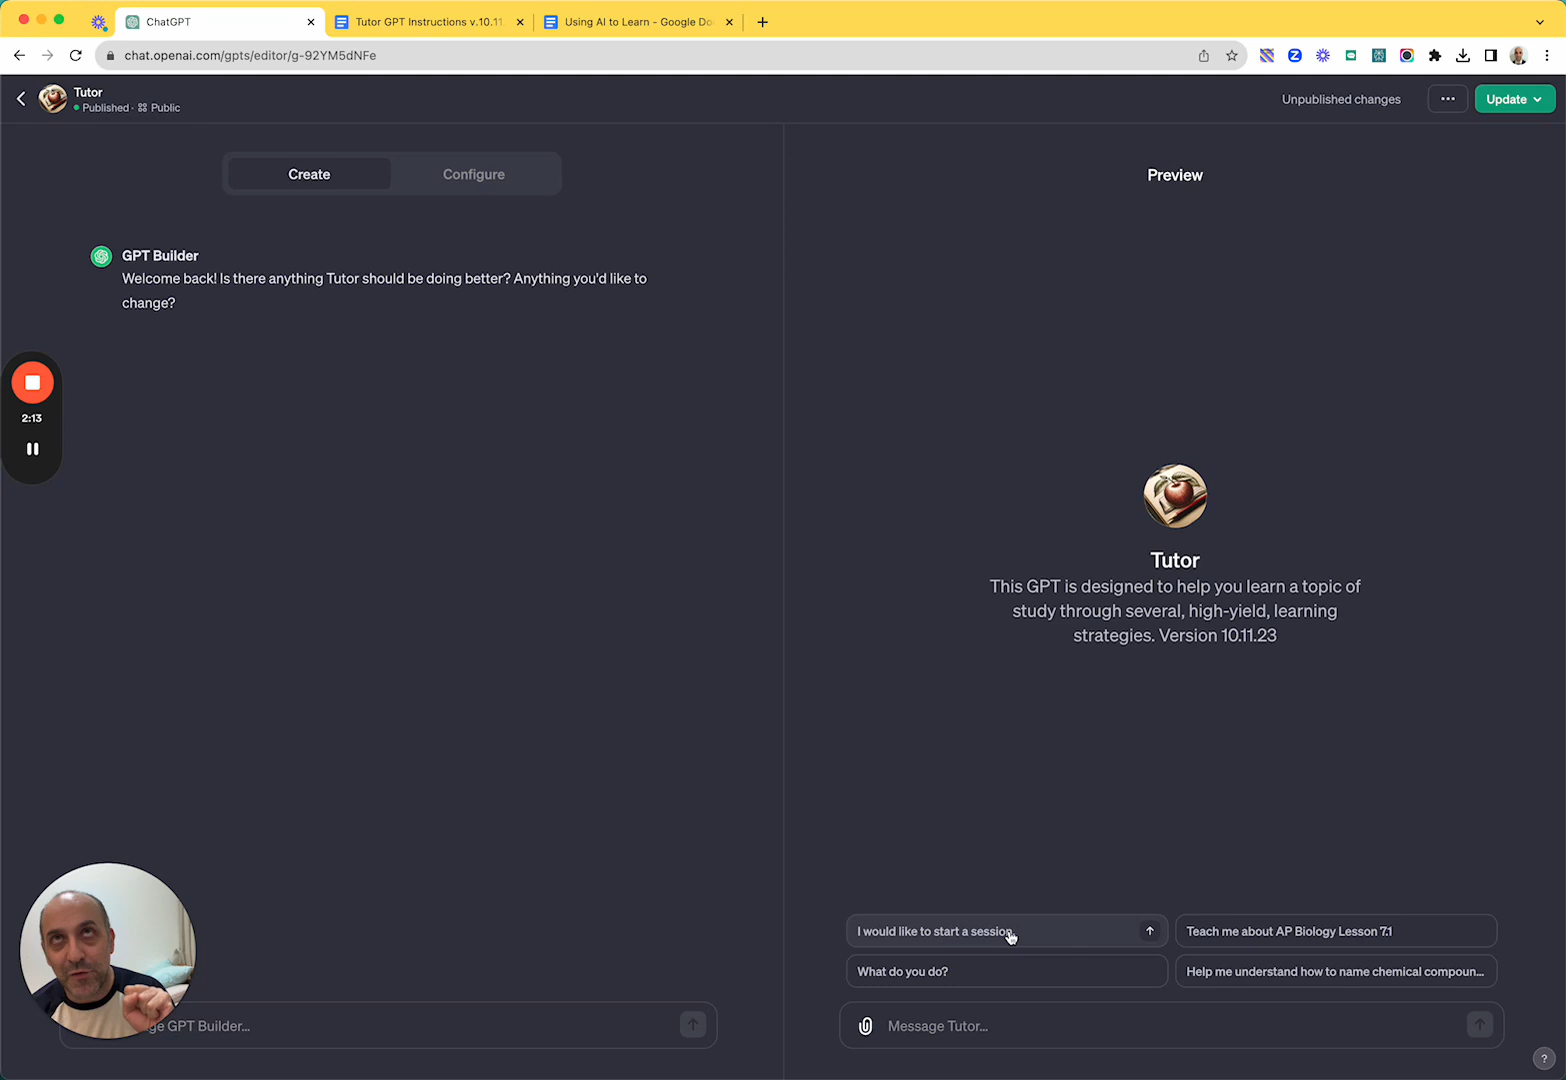 ChatGPT
Tutor GPT Instructions v.10.11
Using AI to Learn - Google Do
chat.openai.com/gpts/editor/g-92YM5dNFe
Tutor
Published · Public
Unpublished changes
Update
Create
Configure
Preview
GPT Builder
Welcome back! Is there anything Tutor should be doing better? Anything you'd like to
change?
2:13
Tutor
This GPT is designed to help you learn a topic of
study through several, high-yield, learning
strategies. Version 10.11.23
I would like to start a session.
Teach me about AP Biology Lesson 7.1
What do you do?
Help me understand how to name chemical compoun...
ge GPT Builder...
Message Tutor...
?